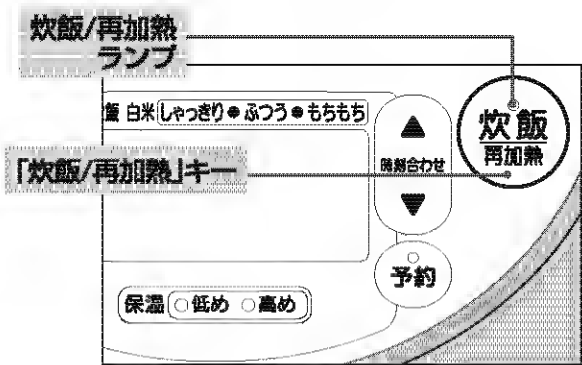 炊飯/再加熱
ランプ
飯 白米 しゃっきり●ふつう●もちもち
炊飯
再加熱
▲
時刻合わせ
▼
「炊飯/再加熱」キー
予約
保温 ○低め ○高め